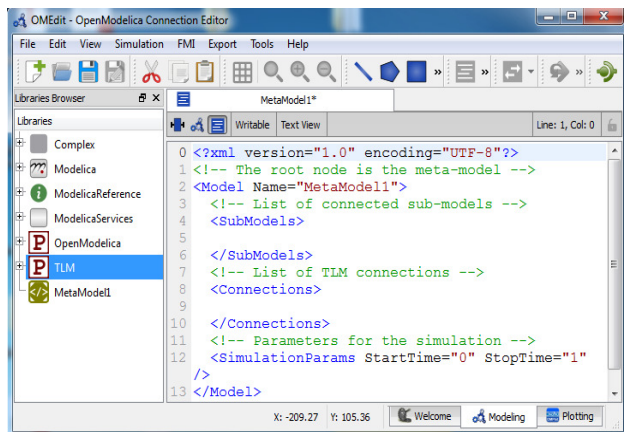 OMEdit - OpenModelica Connection Editor
File Edit View Simulation FMI Export Tools Help
Libraries Browser
MetaModel1*
Libraries
Writable Text View Line: 1, Col: 0
Complex
Modelica
ModelicaReference
ModelicaServices
P OpenModelica
P TLM
MetaModel1
0 <?xml version="1.0" encoding="UTF-8"?>
1 <!-- The root node is the meta-model -->
2 <Model Name="MetaModel1">
3 <!-- List of connected sub-models -->
4 <SubModels>
5
6 </SubModels>
7 <!-- List of TLM connections -->
8 <Connections>
9
10 </Connections>
11 <!-- Parameters for the simulation -->
12 <SimulationParams StartTime="0" StopTime="1"
/>
13 </Model>
X: -209.27 Y: 105.36 Welcome Modeling Plotting